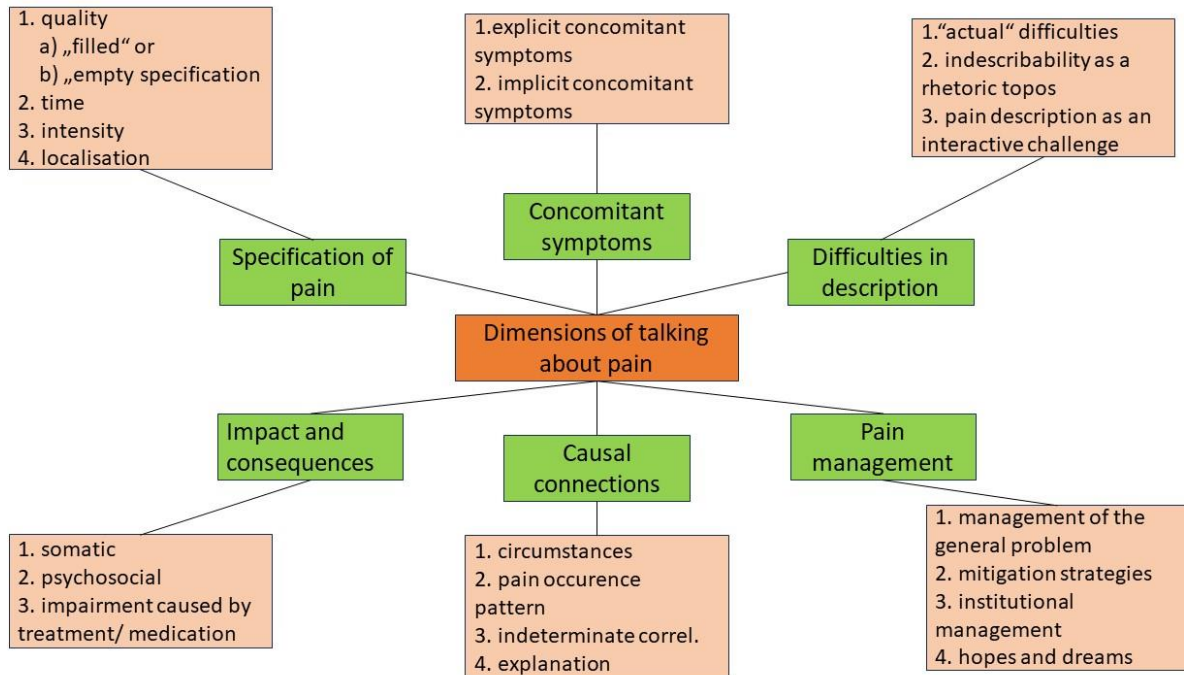 1. quality
a) „filled“ or
b) „empty specification
2. time
3. intensity
4. localisation
1.explicit concomitant
symptoms
2. implicit concomitant
symptoms
1.“actual“ difficulties
2. indescribability as a
rhetoric topos
3. pain description as an
interactive challenge
Specification of
pain
Concomitant
symptoms
Difficulties in
description
Dimensions of talking
about pain
Impact and
consequences
Causal
connections
Pain
management
1. somatic
2. psychosocial
3. impairment caused by
treatment/ medication
1. circumstances
2. pain occurence
pattern
3. indeterminate correl.
4. explanation
1. management of the
general problem
2. mitigation strategies
3. institutional
management
4. hopes and dreams